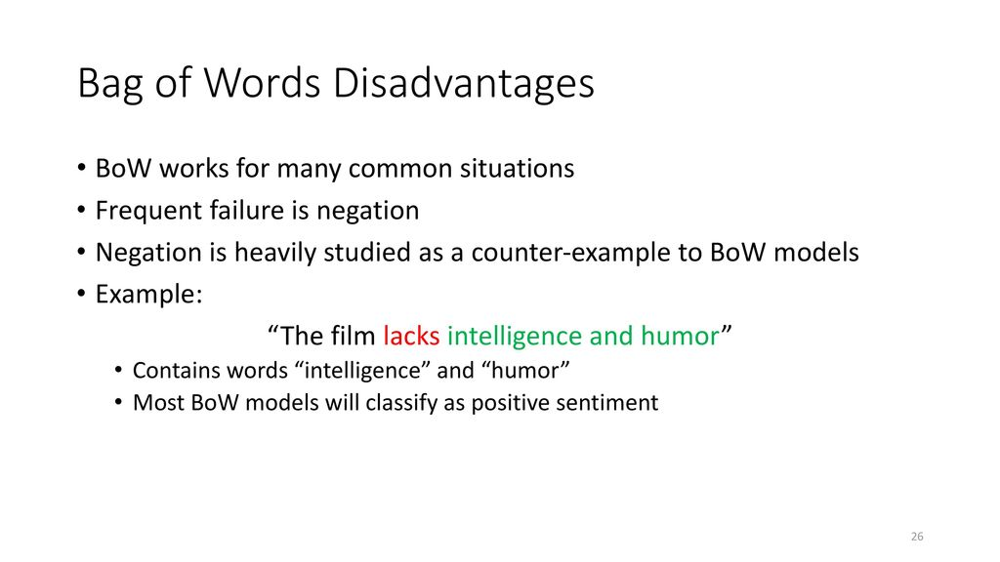 Bag of Words Disadvantages
• BoW works for many common situations
• Frequent failure is negation
• Negation is heavily studied as a counter-example to BoW models
• Example:
“The film lacks intelligence and humor”
• Contains words “intelligence” and “humor”
• Most BoW models will classify as positive sentiment
26